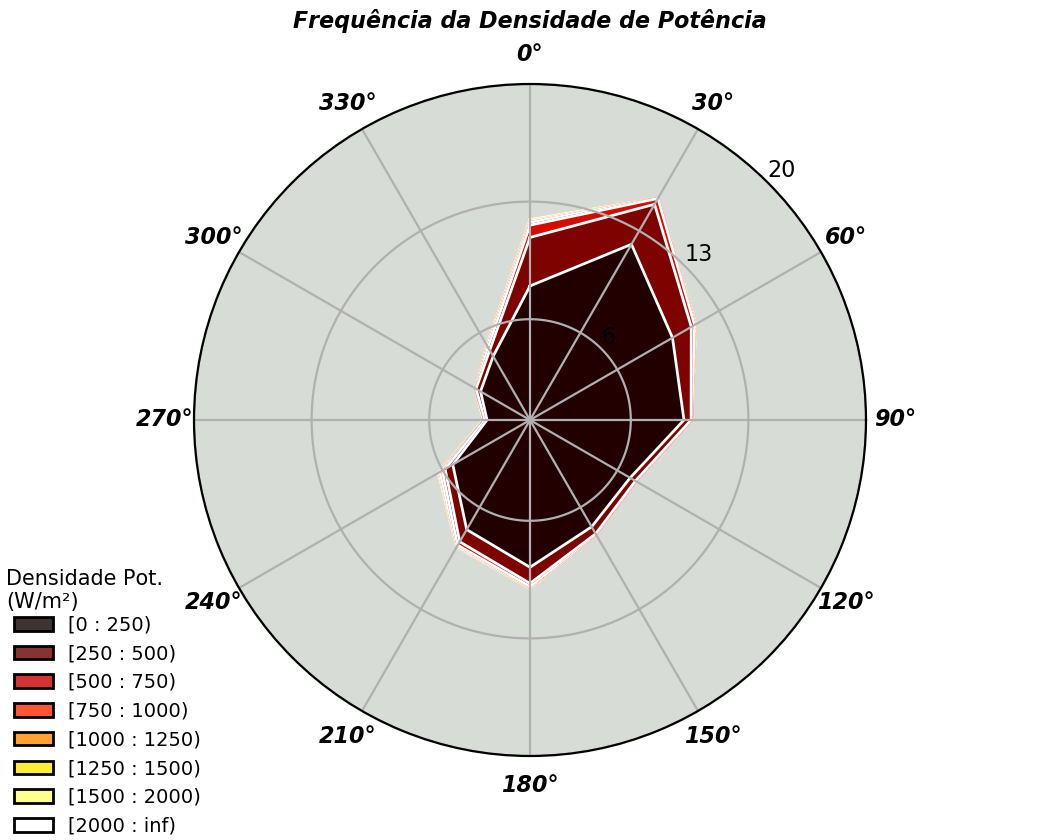 Frequência da Densidade de Potência
0°
330°
30°
20
300°
60°
13
6
270°
90°
Densidade Pot.
(W/m²)
240°
120°
[0 : 250)
[250 : 500)
[500 : 750)
[750 : 1000)
210°
150°
[1000 : 1250)
[1250 : 1500)
180°
[1500 : 2000)
[2000 : inf)